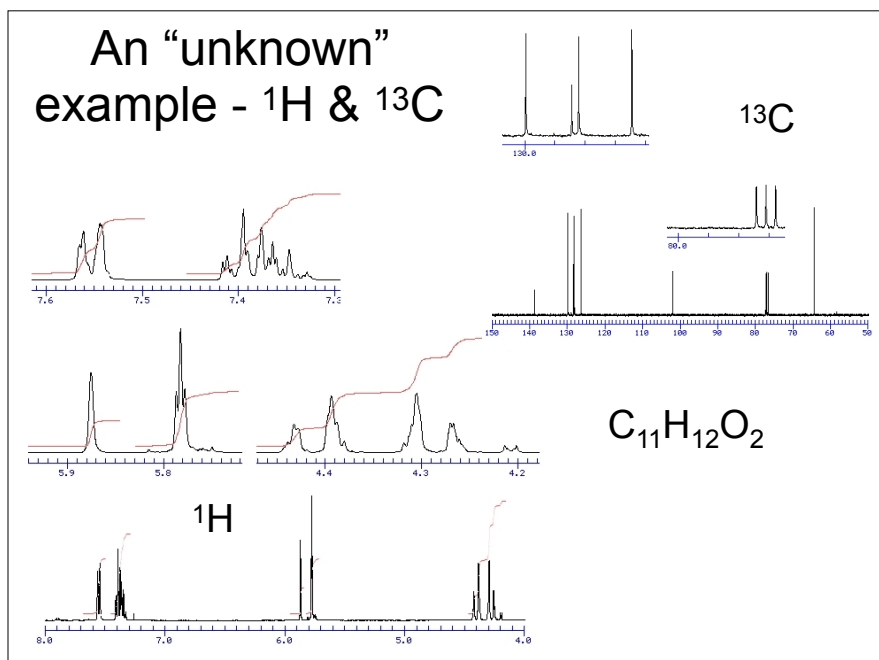 An “unknown”
example - ¹H & ¹³C
¹³C
130.0
80.0
7.6 7.5 7.4 7.3
150 140 130 120 110 100 90 80 70 60 50
5.9 5.8
4.4 4.3 4.2
C₁₁H₁₂O₂
¹H
8.0 7.0 6.0 5.0 4.0